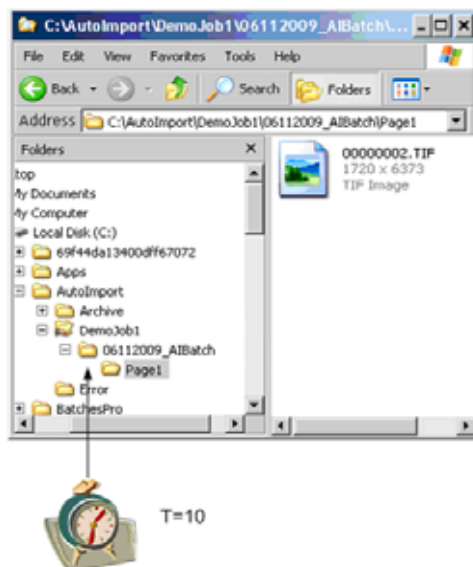 C:\AutoImport\DemoJob1\06112009_AIBatch\...
File Edit View Favorites Tools Help
Back Search Folders
Address C:\AutoImport\DemoJob1\06112009_AIBatch\Page1
Folders
top
My Documents
My Computer
Local Disk (C:)
69f44da13400dff67072
Apps
AutoImport
Archive
DemoJob1
06112009_AIBatch
Page1
Error
BatchesPro
00000002.TIF
1720 x 6373
TIF Image
T=10